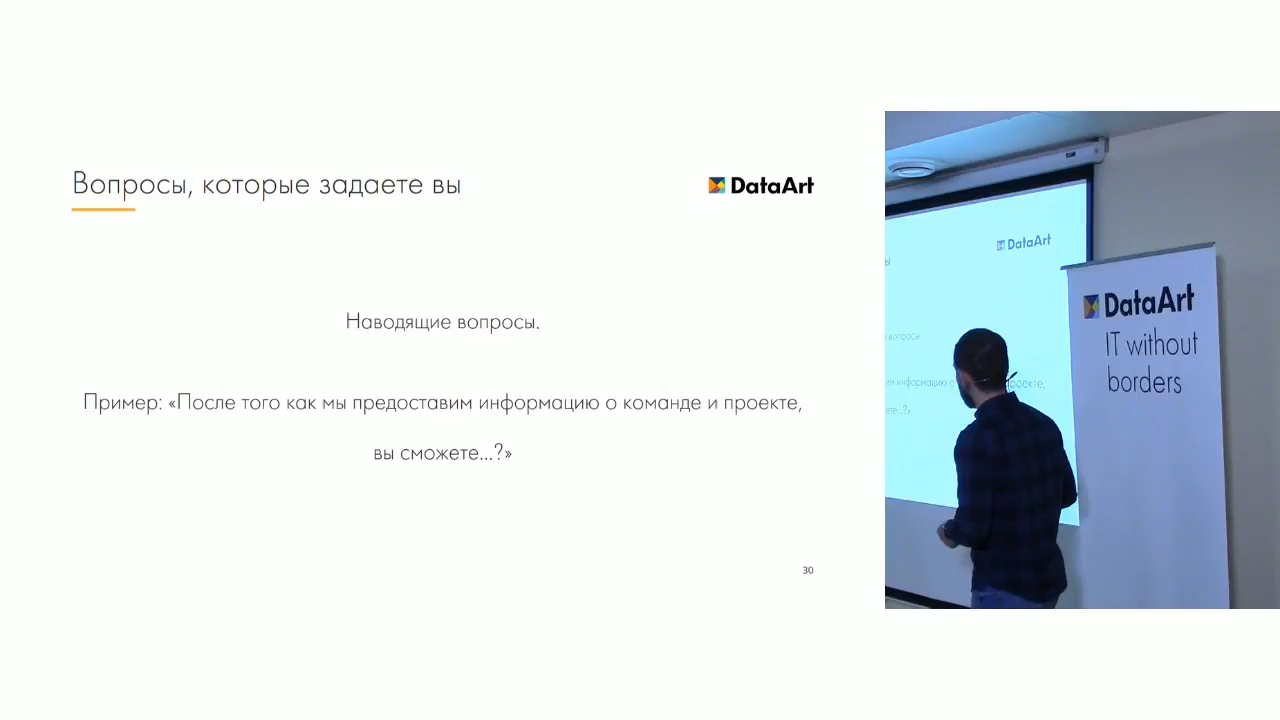 Вопросы, которые задаете вы
DataArt
Наводящие вопросы.
Пример: «После того как мы предоставим информацию о команде и проекте,
вы сможете...?»
30
DataArt
вопросы
DataArt
IT without
borders